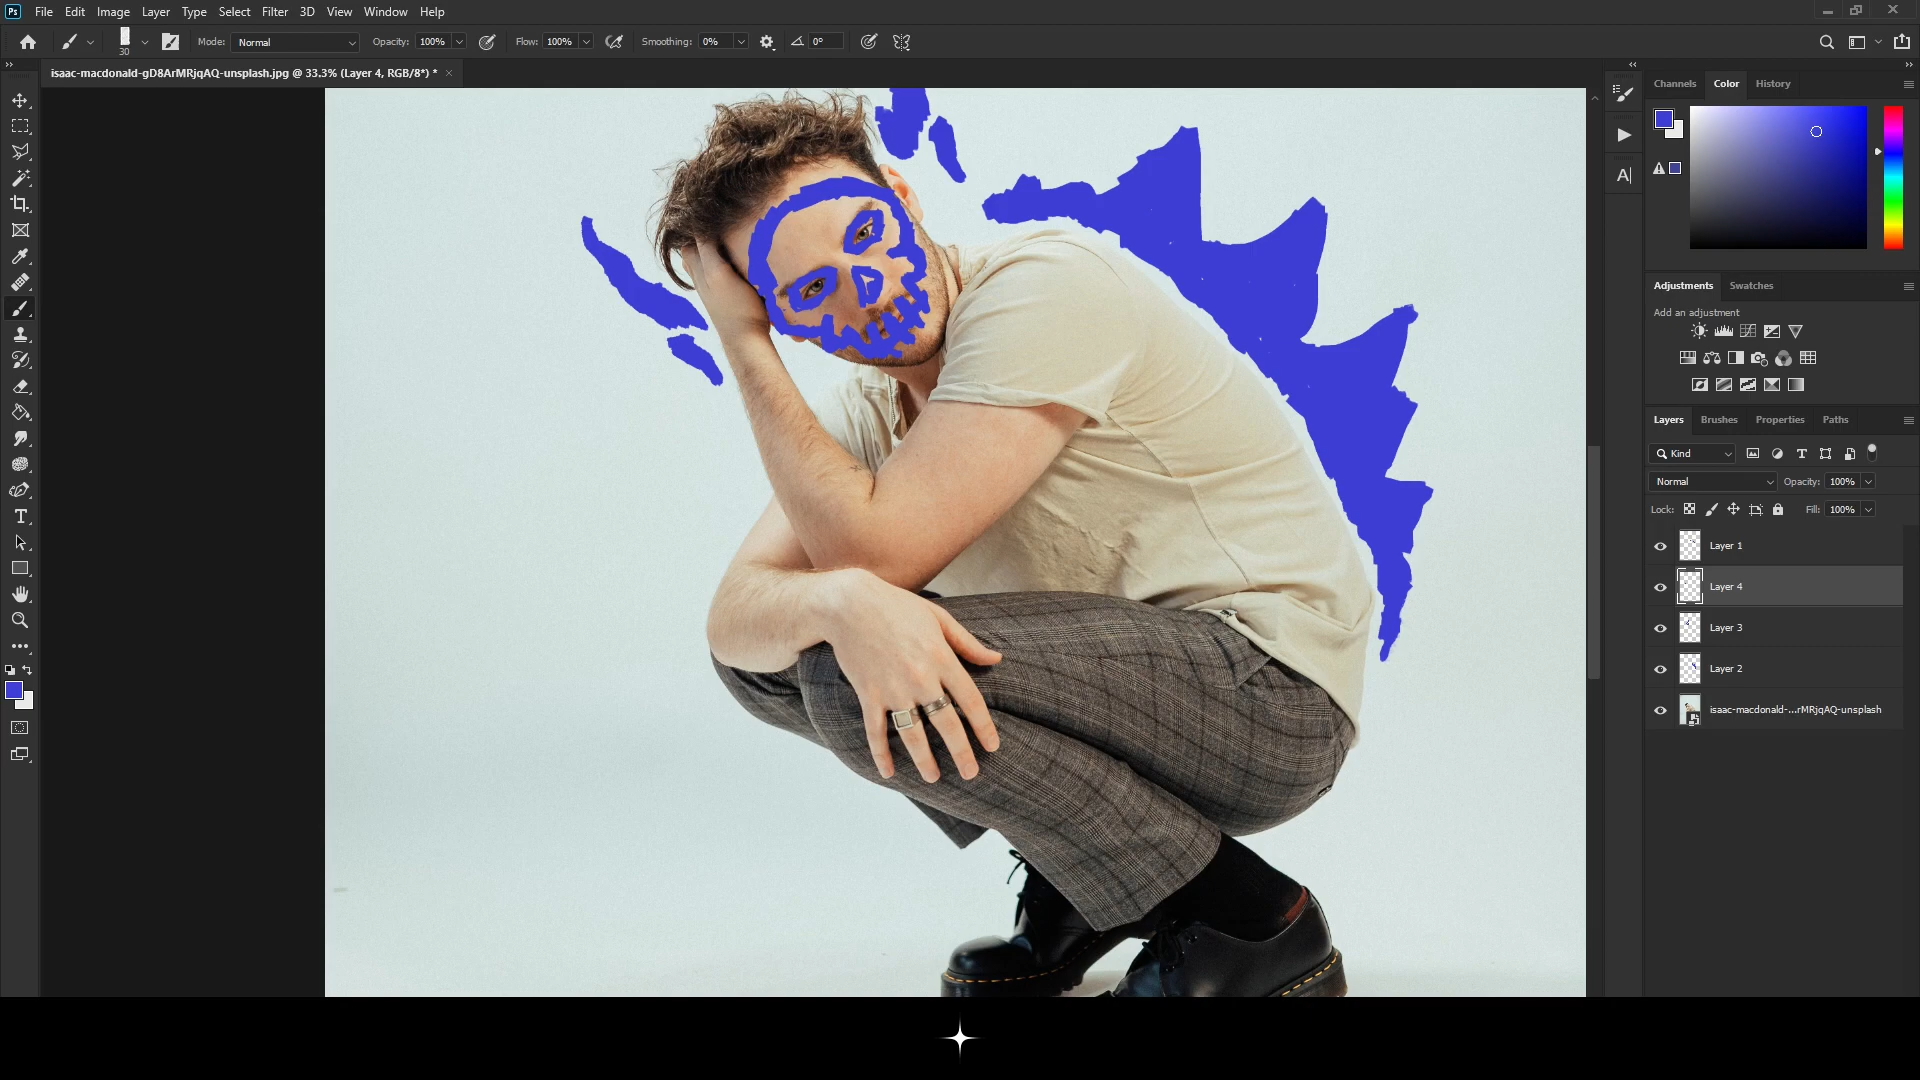 Ps File Edit Image Layer Type Select Filter 3D View Window Help
30 Mode: Normal Opacity: 100% Flow: 100% Smoothing: 0% 0°
isaac-macdonald-gD8ArMRjqAQ-unsplash.jpg @ 33.3% (Layer 4, RGB/8*) * ×
Channels Color History
Adjustments Swatches
Add an adjustment
Layers Brushes Properties Paths
Kind
Normal Opacity: 100%
Lock: Fill: 100%
Layer 1
Layer 4
Layer 3
Layer 2
isaac-macdonald-...rMRjqAQ-unsplash